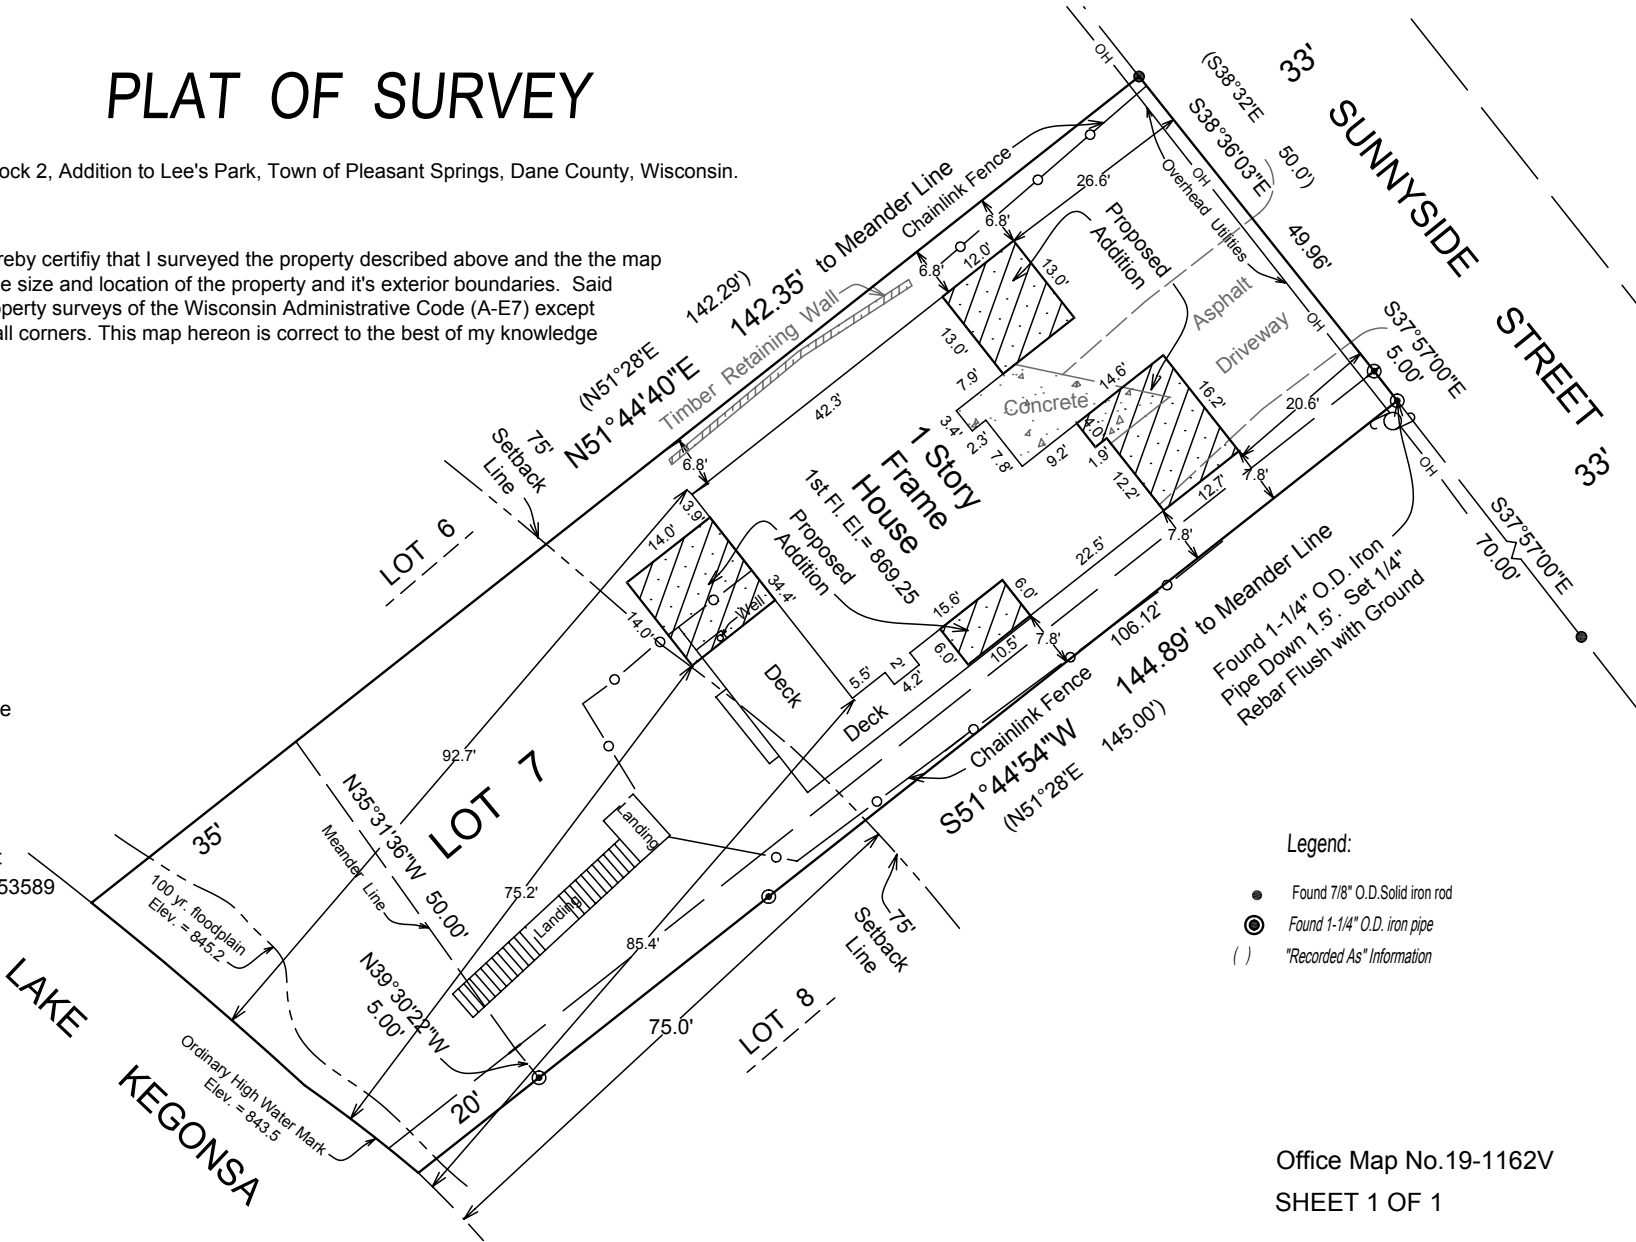 PLAT OF SURVEY
ock 2, Addition to Lee's Park, Town of Pleasant Springs, Dane County, Wisconsin.
reby certifiy that I surveyed the property described above and the the map
e size and location of the property and it's exterior boundaries. Said
operty surveys of the Wisconsin Administrative Code (A-E7) except
all corners. This map hereon is correct to the best of my knowledge
e
53589
OH
(S38°32'E
50.0')
S38°36'03"E
49.96'
33'
SUNNYSIDE STREET
33'
OH
Overhead Utilities
OH
S37°57'00"E
5.00'
OH
S37°57'00"E
70.00'
(N51°28'E
142.29')
N51°44'40"E
142.35' to Meander Line
Chainlink Fence
Timber Retaining Wall
26.6'
6.8'
12.0'
6.8'
13.0'
13.0'
Proposed
Addition
Asphalt
Driveway
7.9'
Concrete
14.6'
16.2'
20.6'
3.4'
2.3'
7.8'
9.2'
4.0'
1.9'
12.2'
12.7'
7.8'
7.8'
42.3'
1 Story
Frame
House
1st Fl. El.= 869.25
6.8'
3.9'
14.0'
34.4'
14.0'
Well
Proposed
Addition
22.5'
15.6'
6.0'
7.8'
10.5'
6.0'
2'
4.2'
5.5'
Deck
Deck
75'
Setback
Line
LOT 6
LOT 7
LOT 8
106.12'
144.89' to Meander Line
S51°44'54"W
(N51°28'E
145.00')
Chainlink Fence
Found 1-1/4" O.D. Iron
Pipe Down 1.5'. Set 1/4"
Rebar Flush with Ground
92.7'
75.2'
85.4'
75.0'
75'
Setback
Line
35'
N35°31'36"W
50.00'
Meander Line
Landing
Landing
N39°30'22"W
5.00'
20'
100 yr. floodplain
Elev. = 845.2
Ordinary High Water Mark
Elev. = 843.5
LAKE KEGONSA
Legend:
Found 7/8" O.D.Solid iron rod
Found 1-1/4" O.D. iron pipe
( ) "Recorded As" Information
Office Map No.19-1162V
SHEET 1 OF 1